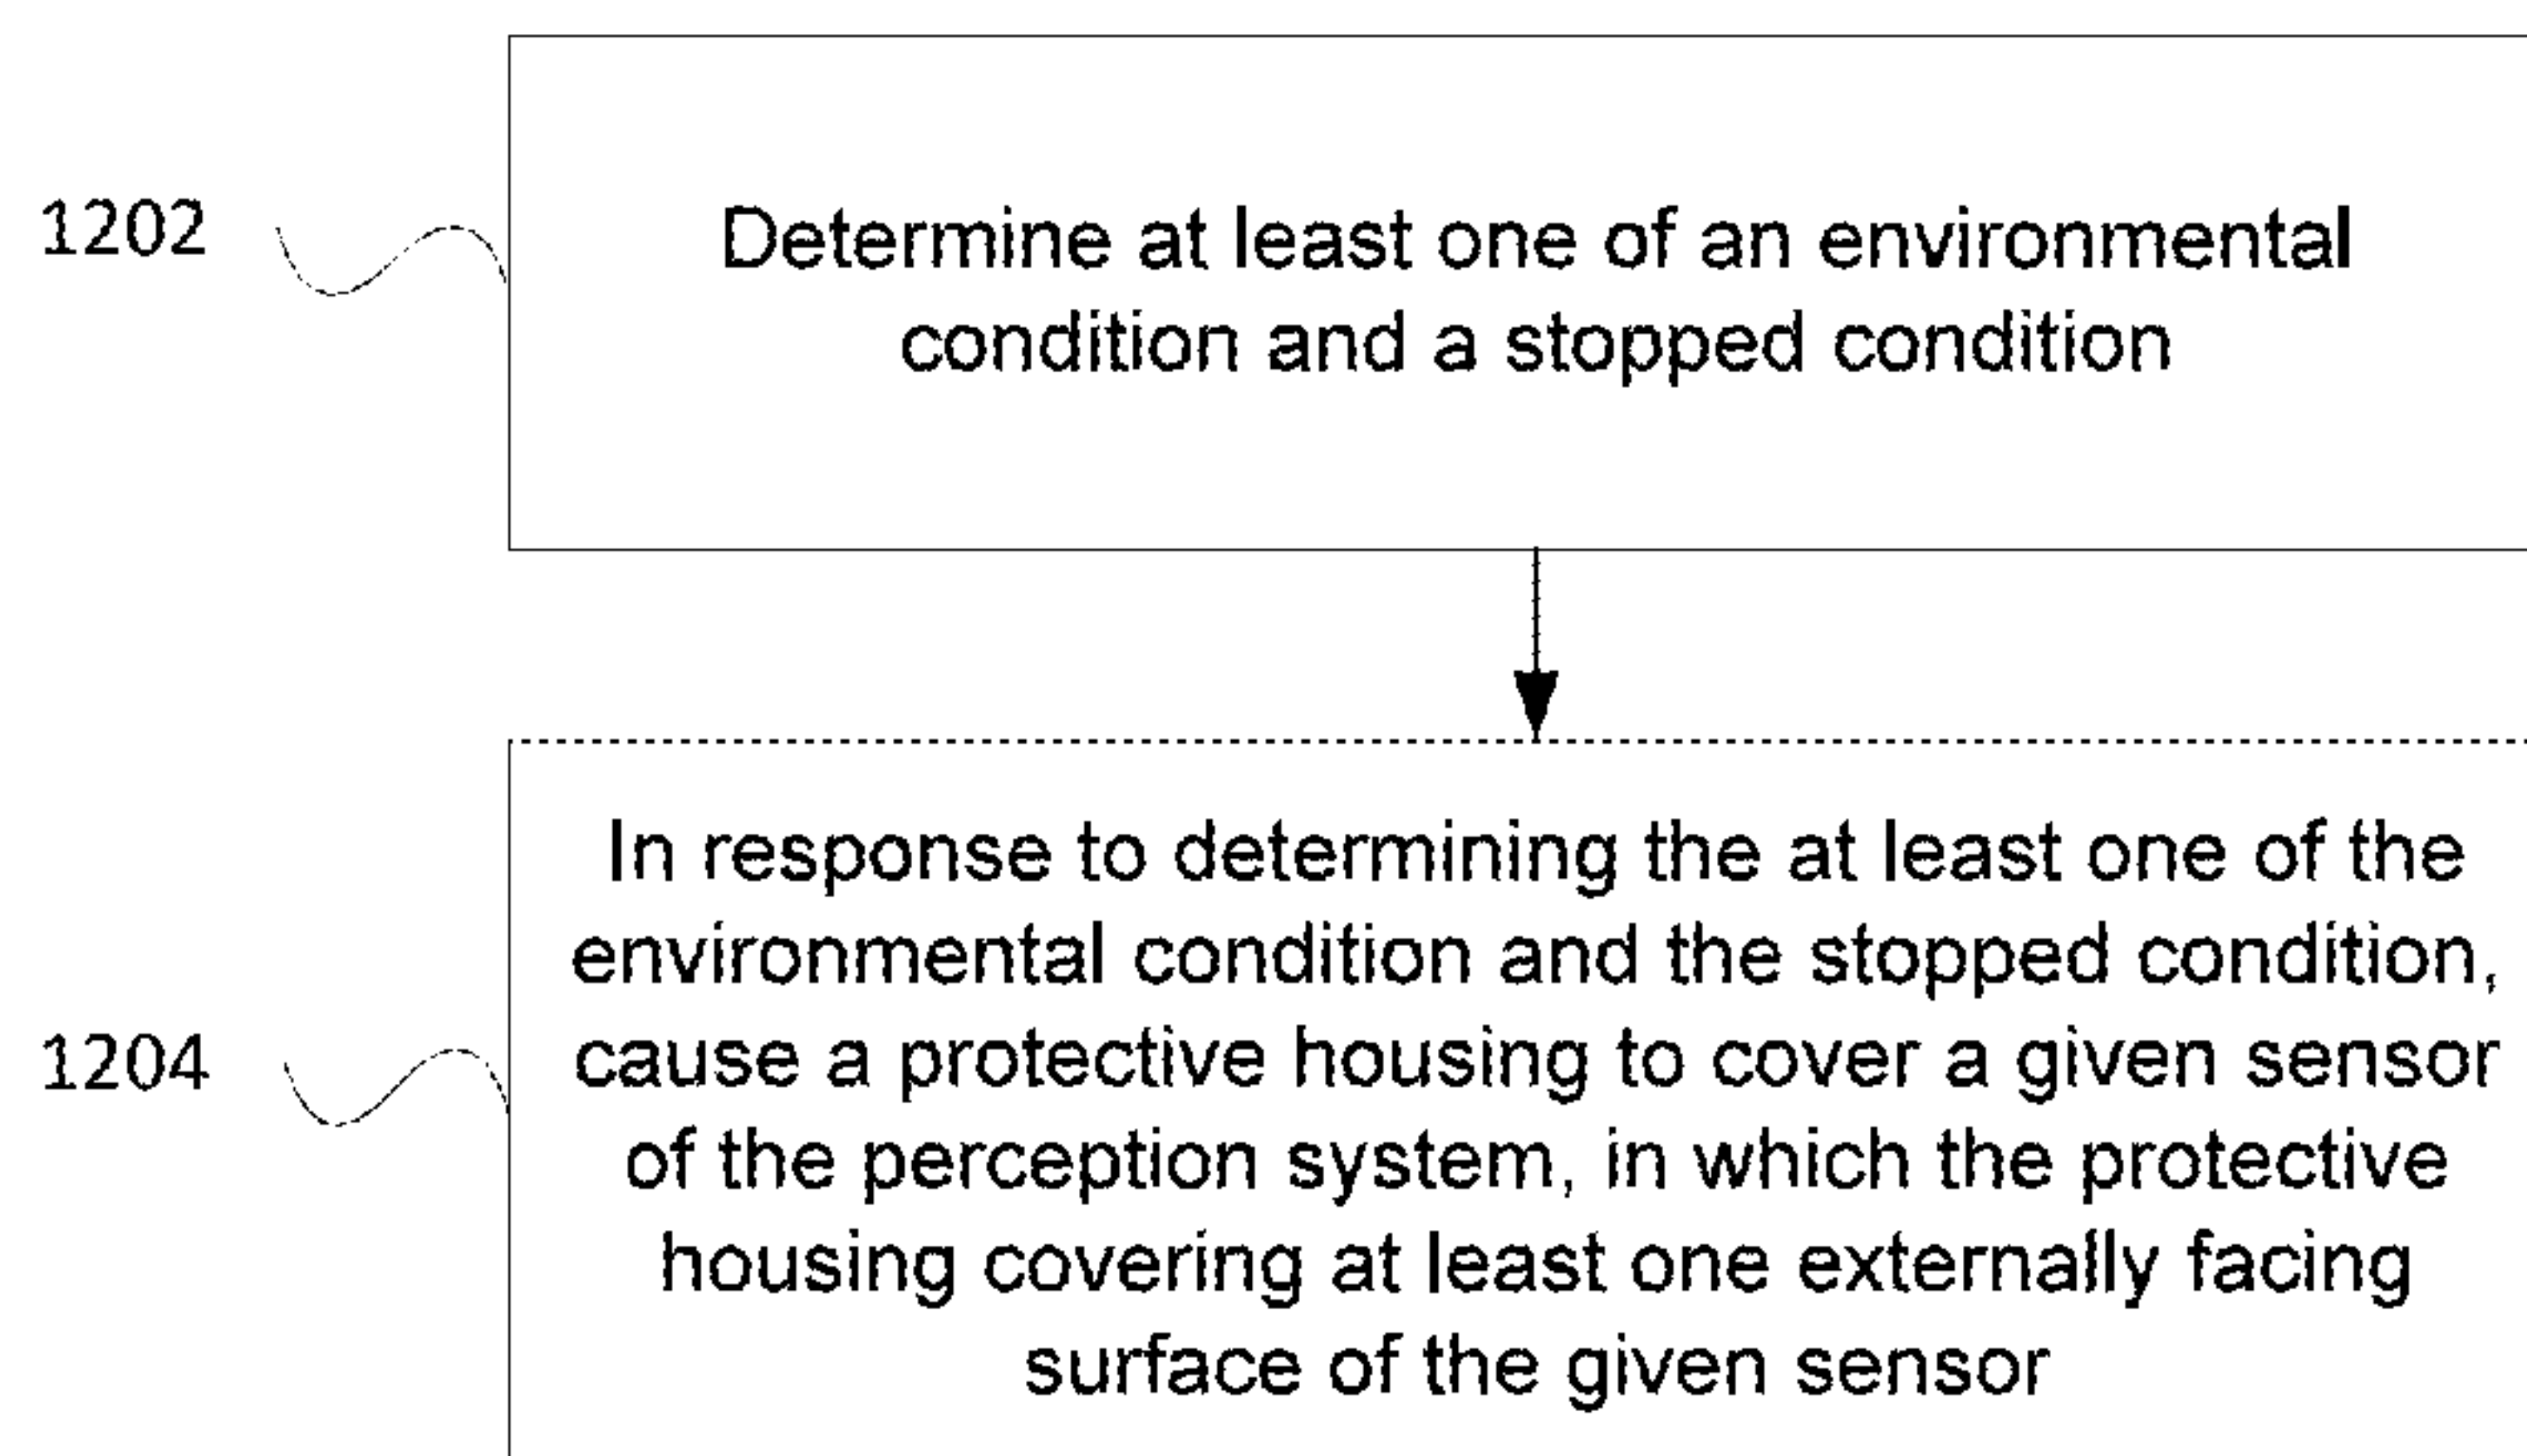 1202
Determine at least one of an environmental
condition and a stopped condition
In response to determining the at least one of the
environmental condition and the stopped condition,
1204
cause a protective housing to cover a given sensor
of the perception system, in which the protective
housing covering at least one externally facing
surface of the given sensor